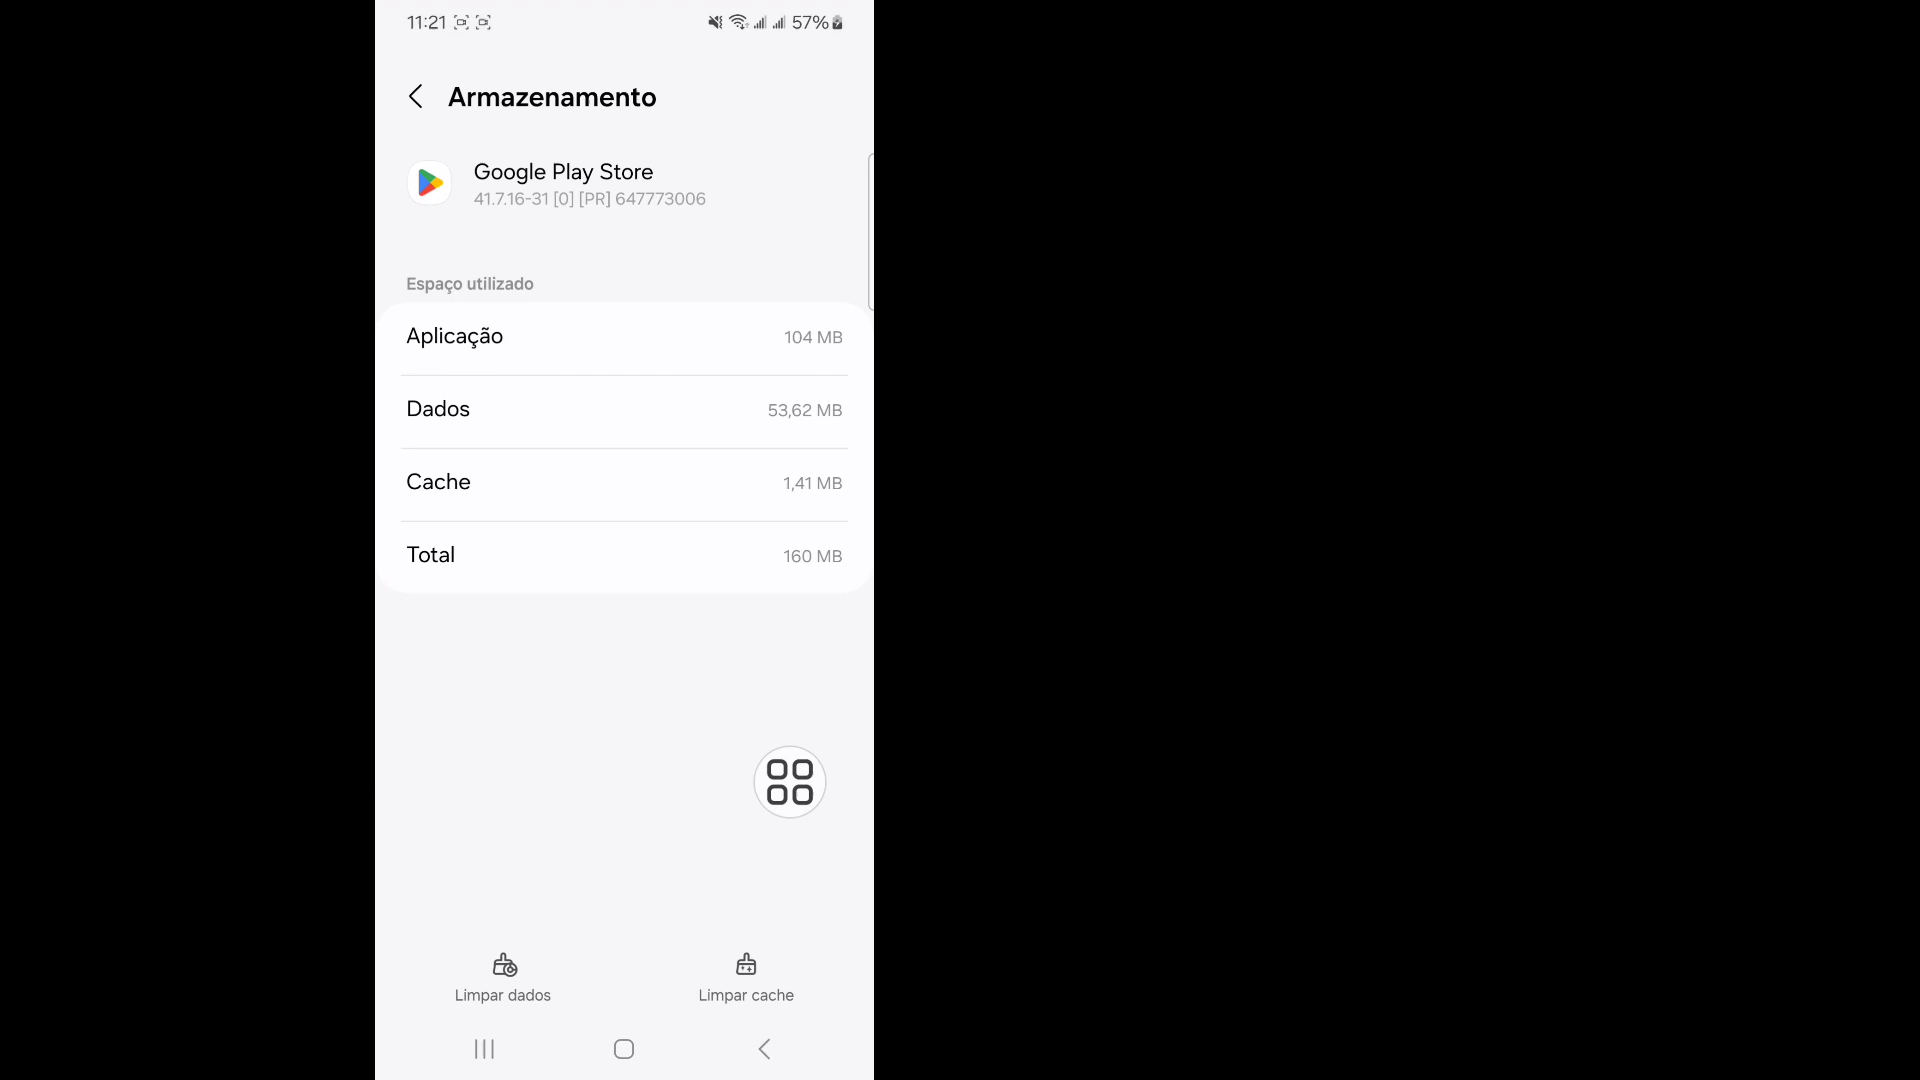 11:21 57%
Armazenamento
Google Play Store
41.7.16-31 [0] [PR] 647773006
Espaço utilizado
Aplicação 104 MB
Dados 53,62 MB
Cache 1,41 MB
Total 160 MB
Limpar dados Limpar cache